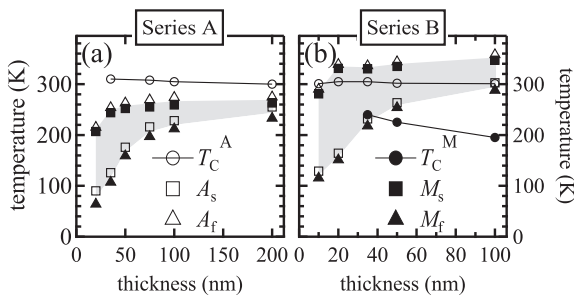 Series A
Series B
(a)
(b)
temperature (K)
300
200
100
0
T_C^A
A_s
A_f
0 50 100 150 200
thickness (nm)
T_C^M
M_s
M_f
0 20 40 60 80 100
thickness (nm)
300
200
100
0
temperature (K)